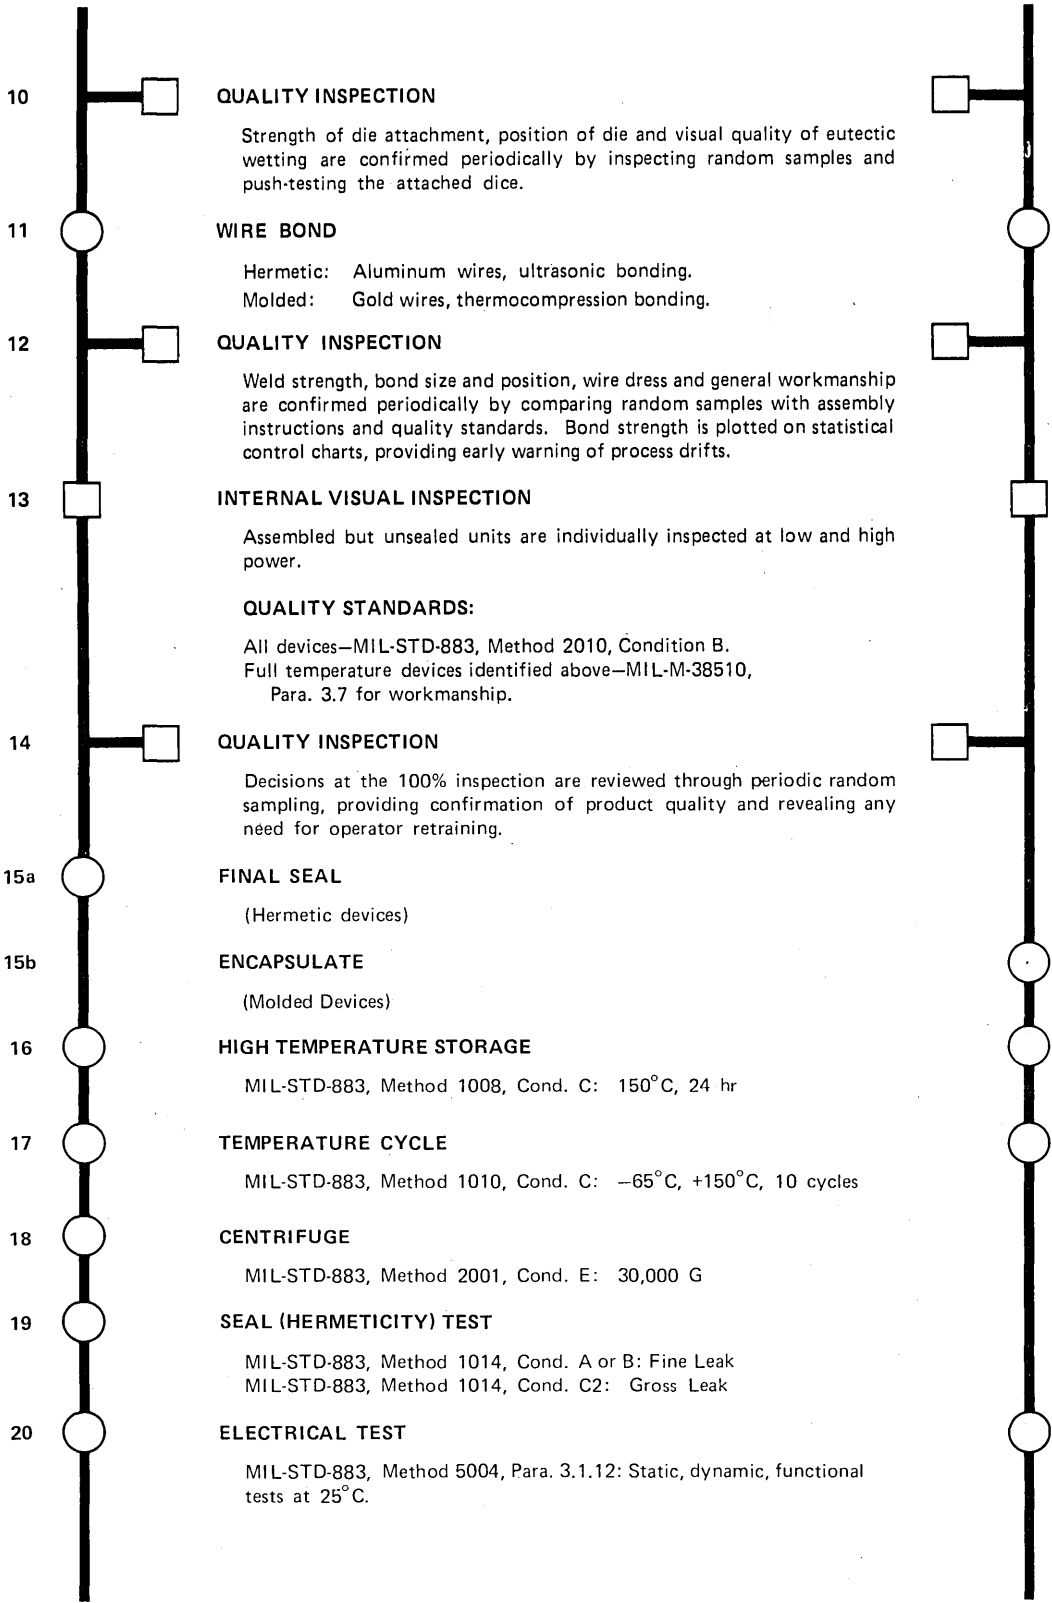 10 QUALITY INSPECTION
Strength of die attachment, position of die and visual quality of eutectic
wetting are confirmed periodically by inspecting random samples and
push-testing the attached dice.
11 WIRE BOND
Hermetic: Aluminum wires, ultrasonic bonding.
Molded: Gold wires, thermocompression bonding.
12 QUALITY INSPECTION
Weld strength, bond size and position, wire dress and general workmanship
are confirmed periodically by comparing random samples with assembly
instructions and quality standards. Bond strength is plotted on statistical
control charts, providing early warning of process drifts.
13 INTERNAL VISUAL INSPECTION
Assembled but unsealed units are individually inspected at low and high
power.
QUALITY STANDARDS:
All devices—MIL-STD-883, Method 2010, Condition B.
Full temperature devices identified above—MIL-M-38510,
Para. 3.7 for workmanship.
14 QUALITY INSPECTION
Decisions at the 100% inspection are reviewed through periodic random
sampling, providing confirmation of product quality and revealing any
need for operator retraining.
15a FINAL SEAL
(Hermetic devices)
15b ENCAPSULATE
(Molded Devices)
16 HIGH TEMPERATURE STORAGE
MIL-STD-883, Method 1008, Cond. C: 150°C, 24 hr
17 TEMPERATURE CYCLE
MIL-STD-883, Method 1010, Cond. C: —65°C, +150°C, 10 cycles
18 CENTRIFUGE
MIL-STD-883, Method 2001, Cond. E: 30,000 G
19 SEAL (HERMETICITY) TEST
MIL-STD-883, Method 1014, Cond. A or B: Fine Leak
MIL-STD-883, Method 1014, Cond. C2: Gross Leak
20 ELECTRICAL TEST
MIL-STD-883, Method 5004, Para. 3.1.12: Static, dynamic, functional
tests at 25°C.